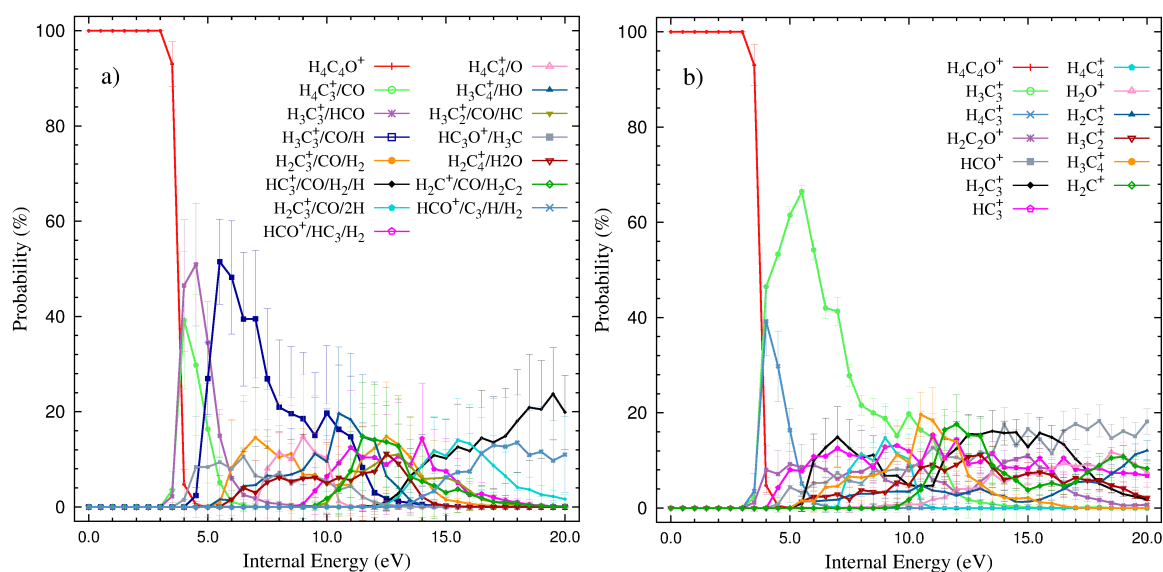 a)
Probability (%)
100
80
60
40
20
0
0.0 5.0 10.0 15.0 20.0
Internal Energy (eV)
H₄C₄O⁺
H₄C₃⁺/CO
H₃C₃⁺/HCO
H₃C₃⁺/CO/H
H₂C₃⁺/CO/H₂
HC₃⁺/CO/H₂/H
H₂C₃⁺/CO/2H
HCO⁺/HC₃/H₂
H₄C₄⁺/O
H₃C₄⁺/HO
H₃C₂⁺/CO/HC
HC₃O⁺/H₃C
H₂C₄⁺/H2O
H₂C⁺/CO/H₂C₂
HCO⁺/C₃/H/H₂
b)
Probability (%)
100
80
60
40
20
0
0.0 5.0 10.0 15.0 20.0
Internal Energy (eV)
H₄C₄O⁺
H₃C₃⁺
H₄C₃⁺
H₂C₂O⁺
HCO⁺
H₂C₃⁺
HC₃⁺
H₄C₄⁺
H₂O⁺
H₂C₂⁺
H₃C₂⁺
H₃C₄⁺
H₂C⁺